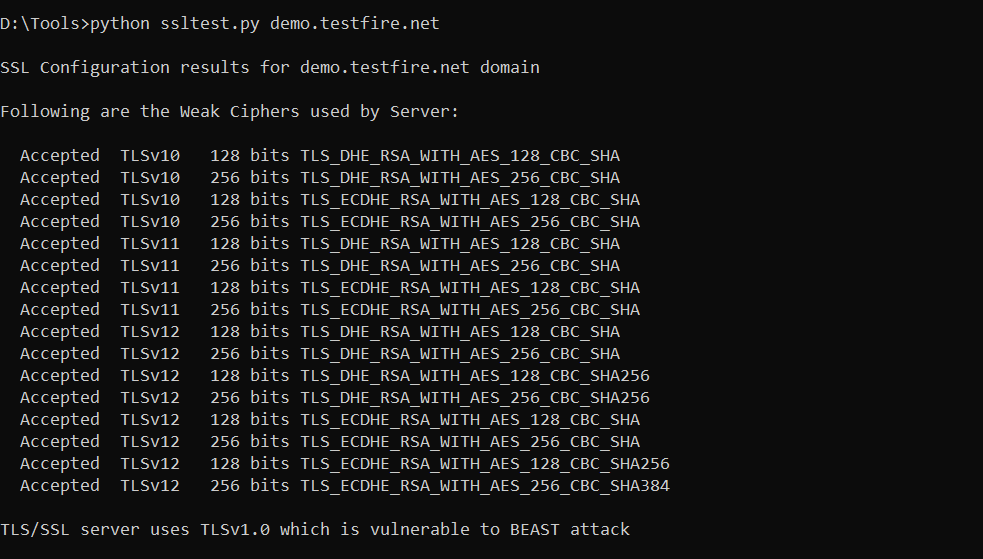 D:\Tools>python ssltest.py demo.testfire.net
SSL Configuration results for demo.testfire.net domain
Following are the Weak Ciphers used by Server:
Accepted  TLSv10   128 bits TLS_DHE_RSA_WITH_AES_128_CBC_SHA
Accepted  TLSv10   256 bits TLS_DHE_RSA_WITH_AES_256_CBC_SHA
Accepted  TLSv10   128 bits TLS_ECDHE_RSA_WITH_AES_128_CBC_SHA
Accepted  TLSv10   256 bits TLS_ECDHE_RSA_WITH_AES_256_CBC_SHA
Accepted  TLSv11   128 bits TLS_DHE_RSA_WITH_AES_128_CBC_SHA
Accepted  TLSv11   256 bits TLS_DHE_RSA_WITH_AES_256_CBC_SHA
Accepted  TLSv11   128 bits TLS_ECDHE_RSA_WITH_AES_128_CBC_SHA
Accepted  TLSv11   256 bits TLS_ECDHE_RSA_WITH_AES_256_CBC_SHA
Accepted  TLSv12   128 bits TLS_DHE_RSA_WITH_AES_128_CBC_SHA
Accepted  TLSv12   256 bits TLS_DHE_RSA_WITH_AES_256_CBC_SHA
Accepted  TLSv12   128 bits TLS_DHE_RSA_WITH_AES_128_CBC_SHA256
Accepted  TLSv12   256 bits TLS_DHE_RSA_WITH_AES_256_CBC_SHA256
Accepted  TLSv12   128 bits TLS_ECDHE_RSA_WITH_AES_128_CBC_SHA
Accepted  TLSv12   256 bits TLS_ECDHE_RSA_WITH_AES_256_CBC_SHA
Accepted  TLSv12   128 bits TLS_ECDHE_RSA_WITH_AES_128_CBC_SHA256
Accepted  TLSv12   256 bits TLS_ECDHE_RSA_WITH_AES_256_CBC_SHA384
TLS/SSL server uses TLSv1.0 which is vulnerable to BEAST attack